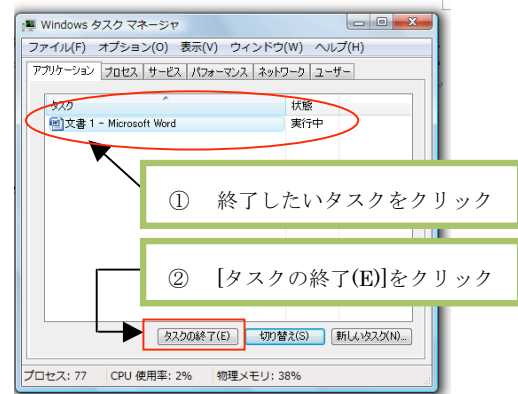 Windows タスク マネージャ
ファイル(F) オプション(O) 表示(V) ウィンドウ(W) ヘルプ(H)
アプリケーション プロセス サービス パフォーマンス ネットワーク ユーザー
タスク 状態
文書 1 - Microsoft Word 実行中
① 終了したいタスクをクリック
② [タスクの終了(E)]をクリック
タスクの終了(E) 切り替え(S) 新しいタスク(N)...
プロセス: 77 CPU 使用率: 2% 物理メモリ: 38%